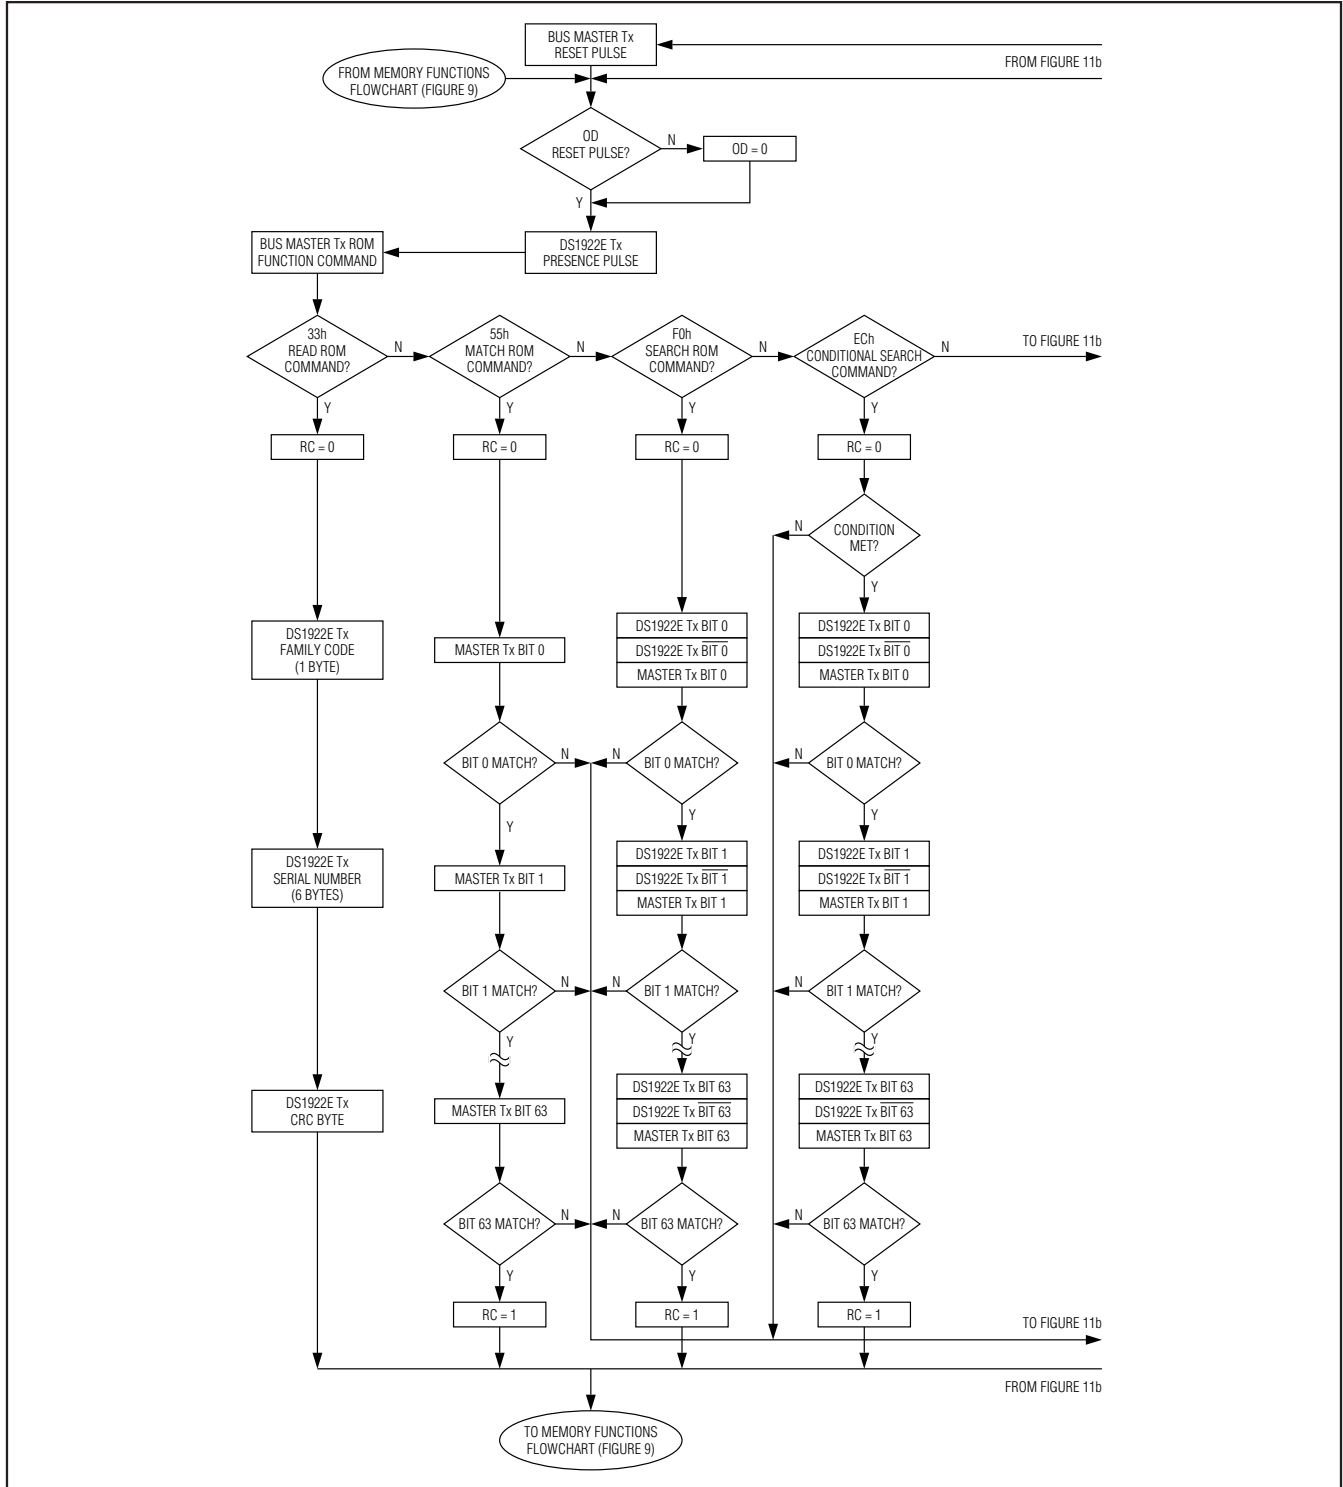 BUS MASTER Tx
RESET PULSE
FROM FIGURE 11b
FROM MEMORY FUNCTIONS
FLOWCHART (FIGURE 9)
OD
RESET PULSE?
N
OD = 0
Y
BUS MASTER Tx ROM
FUNCTION COMMAND
DS1922E Tx
PRESENCE PULSE
33h
READ ROM
COMMAND?
N
55h
MATCH ROM
COMMAND?
N
F0h
SEARCH ROM
COMMAND?
N
ECh
CONDITIONAL SEARCH
COMMAND?
N
TO FIGURE 11b
Y
Y
Y
Y
RC = 0
RC = 0
RC = 0
RC = 0
N
CONDITION
MET?
Y
DS1922E Tx
FAMILY CODE
(1 BYTE)
MASTER Tx BIT 0
DS1922E Tx BIT 0
DS1922E Tx BIT 0
MASTER Tx BIT 0
DS1922E Tx BIT 0
DS1922E Tx BIT 0
MASTER Tx BIT 0
BIT 0 MATCH?
N
N
BIT 0 MATCH?
N
BIT 0 MATCH?
Y
Y
Y
DS1922E Tx
SERIAL NUMBER
(6 BYTES)
MASTER Tx BIT 1
DS1922E Tx BIT 1
DS1922E Tx BIT 1
MASTER Tx BIT 1
DS1922E Tx BIT 1
DS1922E Tx BIT 1
MASTER Tx BIT 1
BIT 1 MATCH?
N
N
BIT 1 MATCH?
N
BIT 1 MATCH?
Y
Y
Y
DS1922E Tx
CRC BYTE
MASTER Tx BIT 63
DS1922E Tx BIT 63
DS1922E Tx BIT 63
MASTER Tx BIT 63
DS1922E Tx BIT 63
DS1922E Tx BIT 63
MASTER Tx BIT 63
BIT 63 MATCH?
N
N
BIT 63 MATCH?
N
BIT 63 MATCH?
Y
Y
Y
RC = 1
RC = 1
RC = 1
TO FIGURE 11b
FROM FIGURE 11b
TO MEMORY FUNCTIONS
FLOWCHART (FIGURE 9)